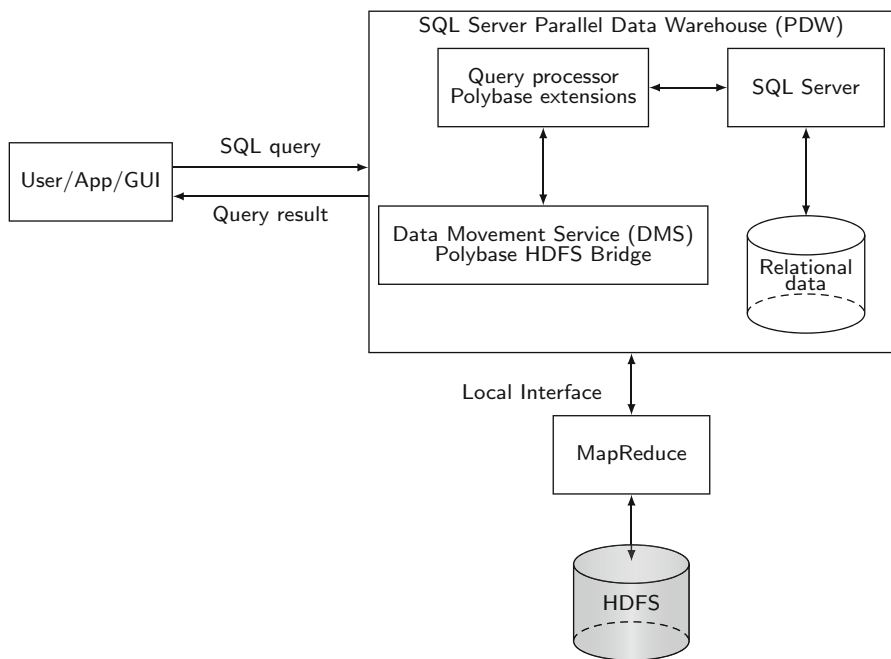 SQL Server Parallel Data Warehouse (PDW)
Query processor
Polybase extensions
SQL Server
SQL query
User/App/GUI
Query result
Data Movement Service (DMS)
Polybase HDFS Bridge
Relational
data
Local Interface
MapReduce
HDFS